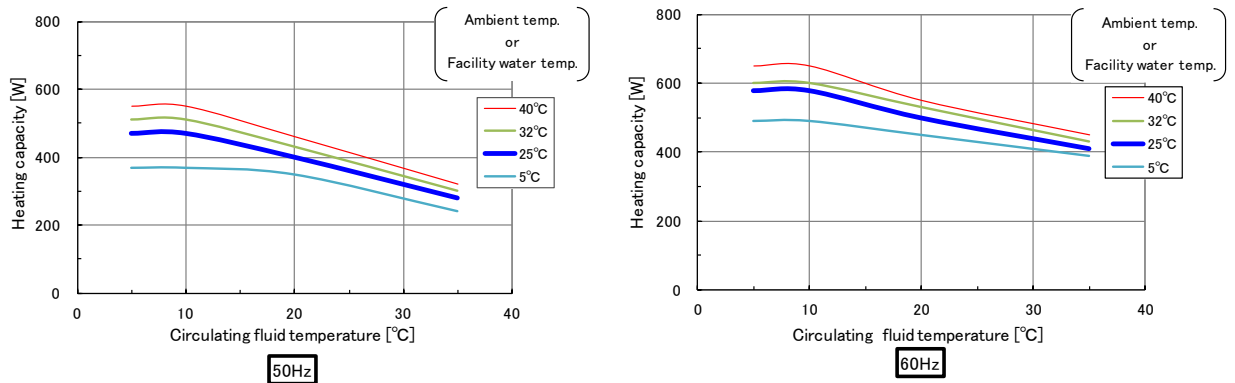 800
600
400
200
0
Heating capacity [W]
0 10 20 30 40
Circulating fluid temperature [℃]
Ambient temp.
or
Facility water temp.
40℃
32℃
25℃
5℃
50Hz
800
600
400
200
0
Heating capacity [W]
0 10 20 30 40
Circulating fluid temperature [℃]
Ambient temp.
or
Facility water temp.
40℃
32℃
25℃
5℃
60Hz